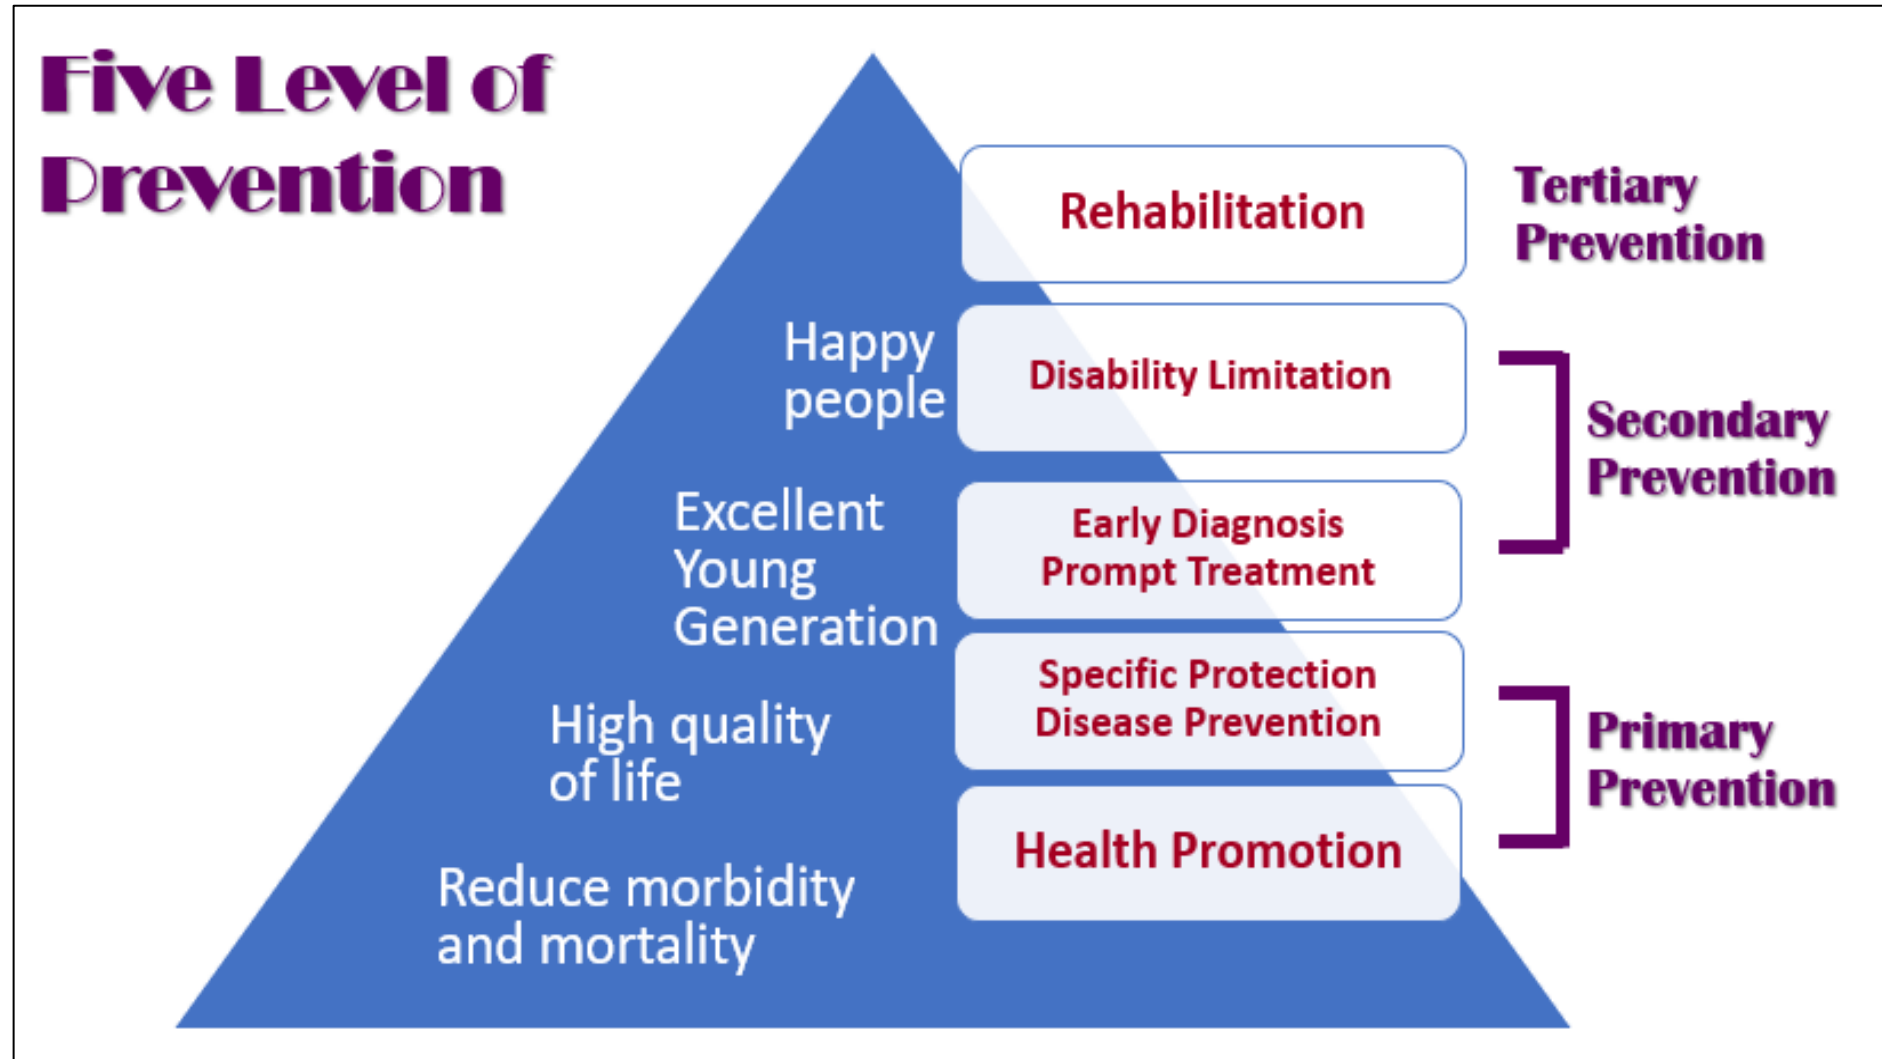 Five Level of
Prevention
Rehabilitation
Tertiary
Prevention
Happy
people
Disability Limitation
Secondary
Prevention
Excellent
Young
Generation
Early Diagnosis
Prompt Treatment
High quality
of life
Specific Protection
Disease Prevention
Primary
Prevention
Reduce morbidity
and mortality
Health Promotion